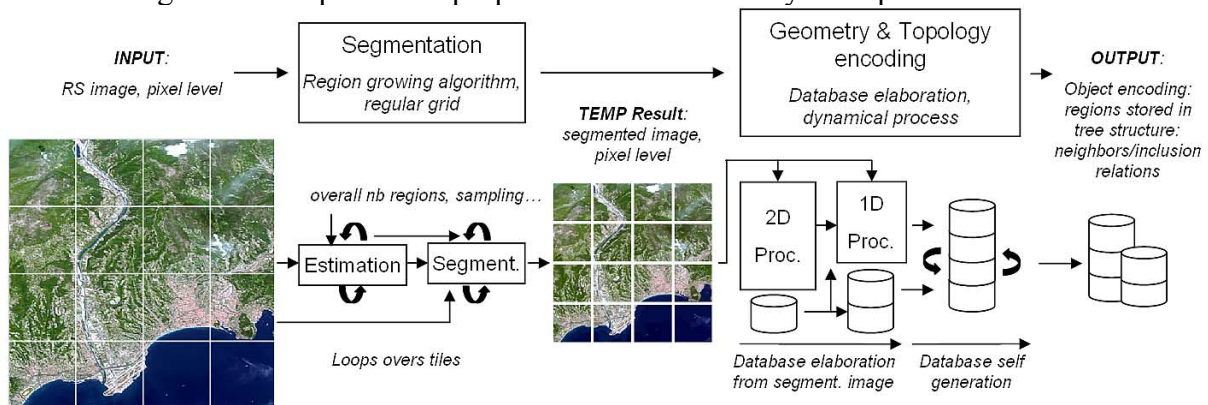 INPUT:
RS image, pixel level
Segmentation
Region growing algorithm,
regular grid
TEMP Result:
segmented image,
pixel level
Geometry & Topology
encoding
Database elaboration,
dynamical process
OUTPUT:
Object encoding:
regions stored in
tree structure:
neighbors/inclusion
relations
overall nb regions, sampling…
Estimation
Segment.
Loops overs tiles
2D
Proc.
1D
Proc.
Database elaboration
from segment. image
Database self
generation